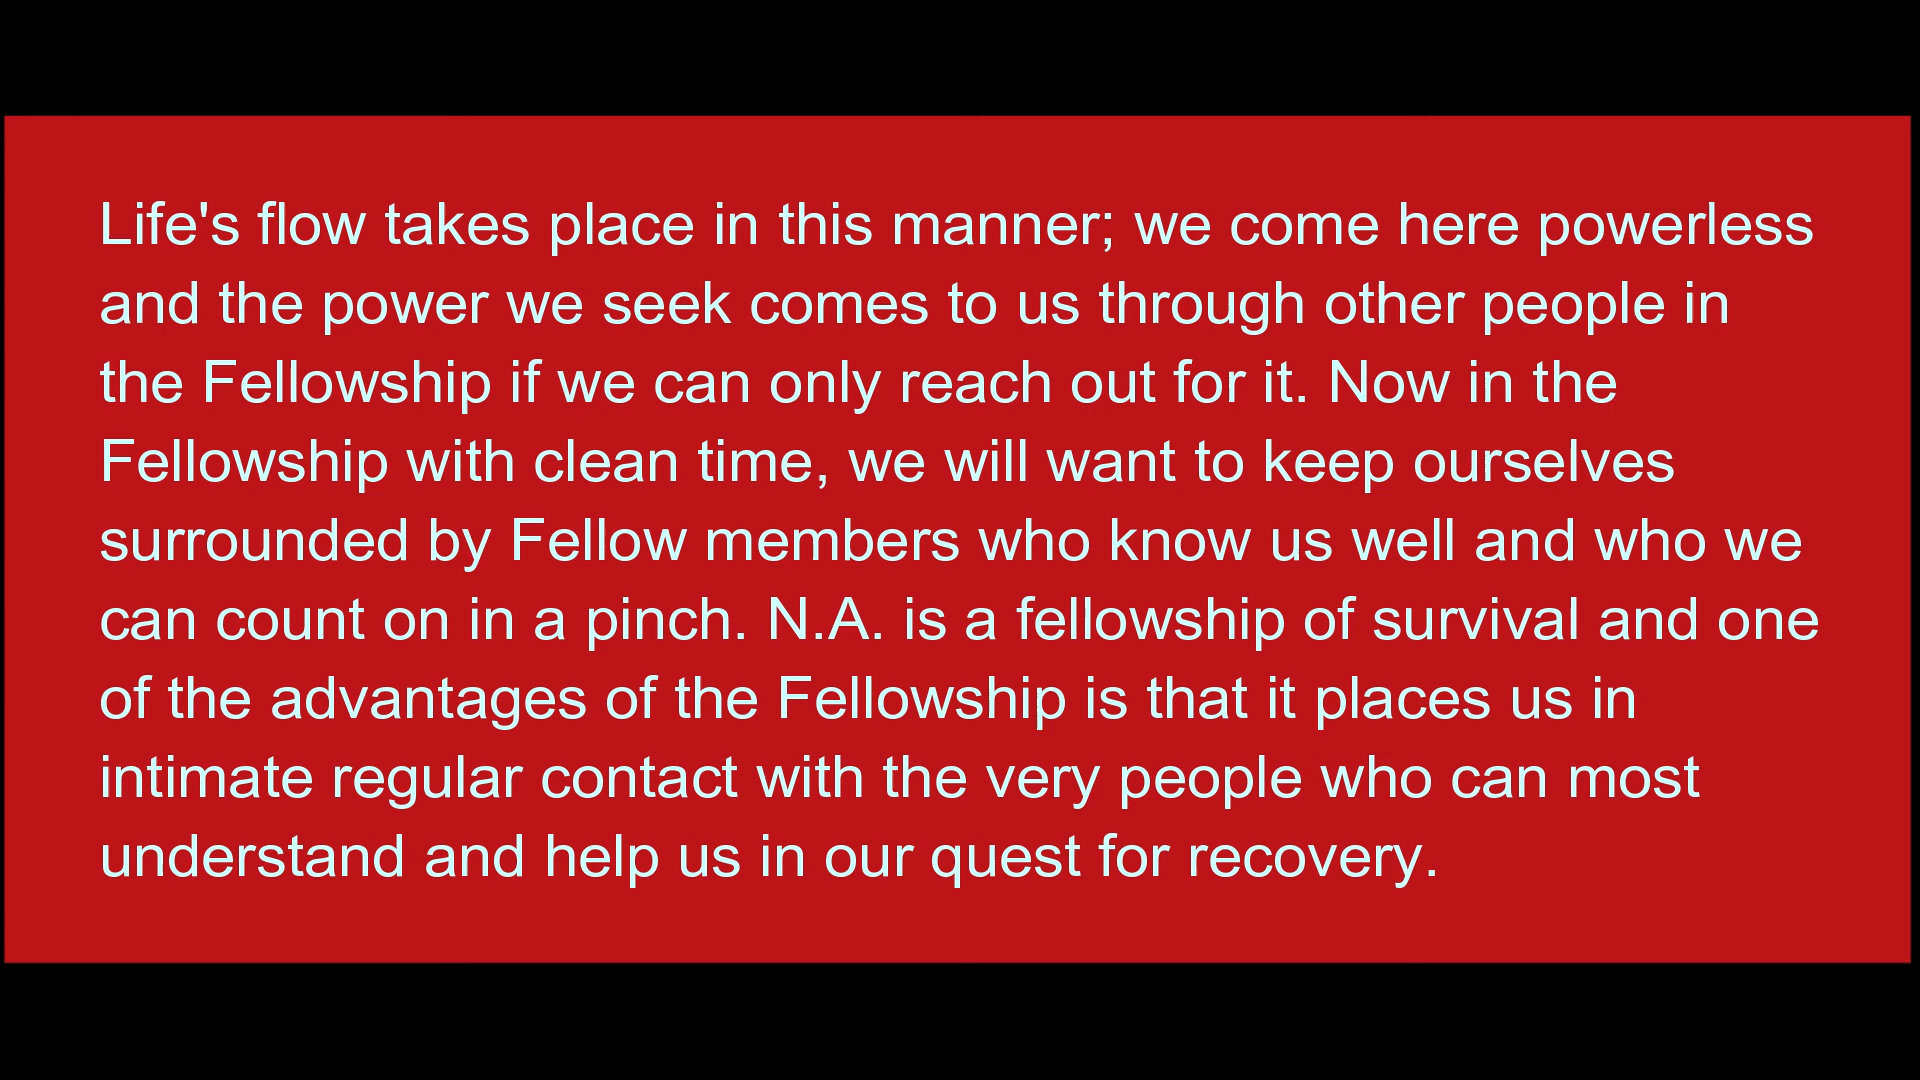 Life's flow takes place in this manner; we come here powerless
and the power we seek comes to us through other people in
the Fellowship if we can only reach out for it. Now in the
Fellowship with clean time, we will want to keep ourselves
surrounded by Fellow members who know us well and who we
can count on in a pinch. N.A. is a fellowship of survival and one
of the advantages of the Fellowship is that it places us in
intimate regular contact with the very people who can most
understand and help us in our quest for recovery.